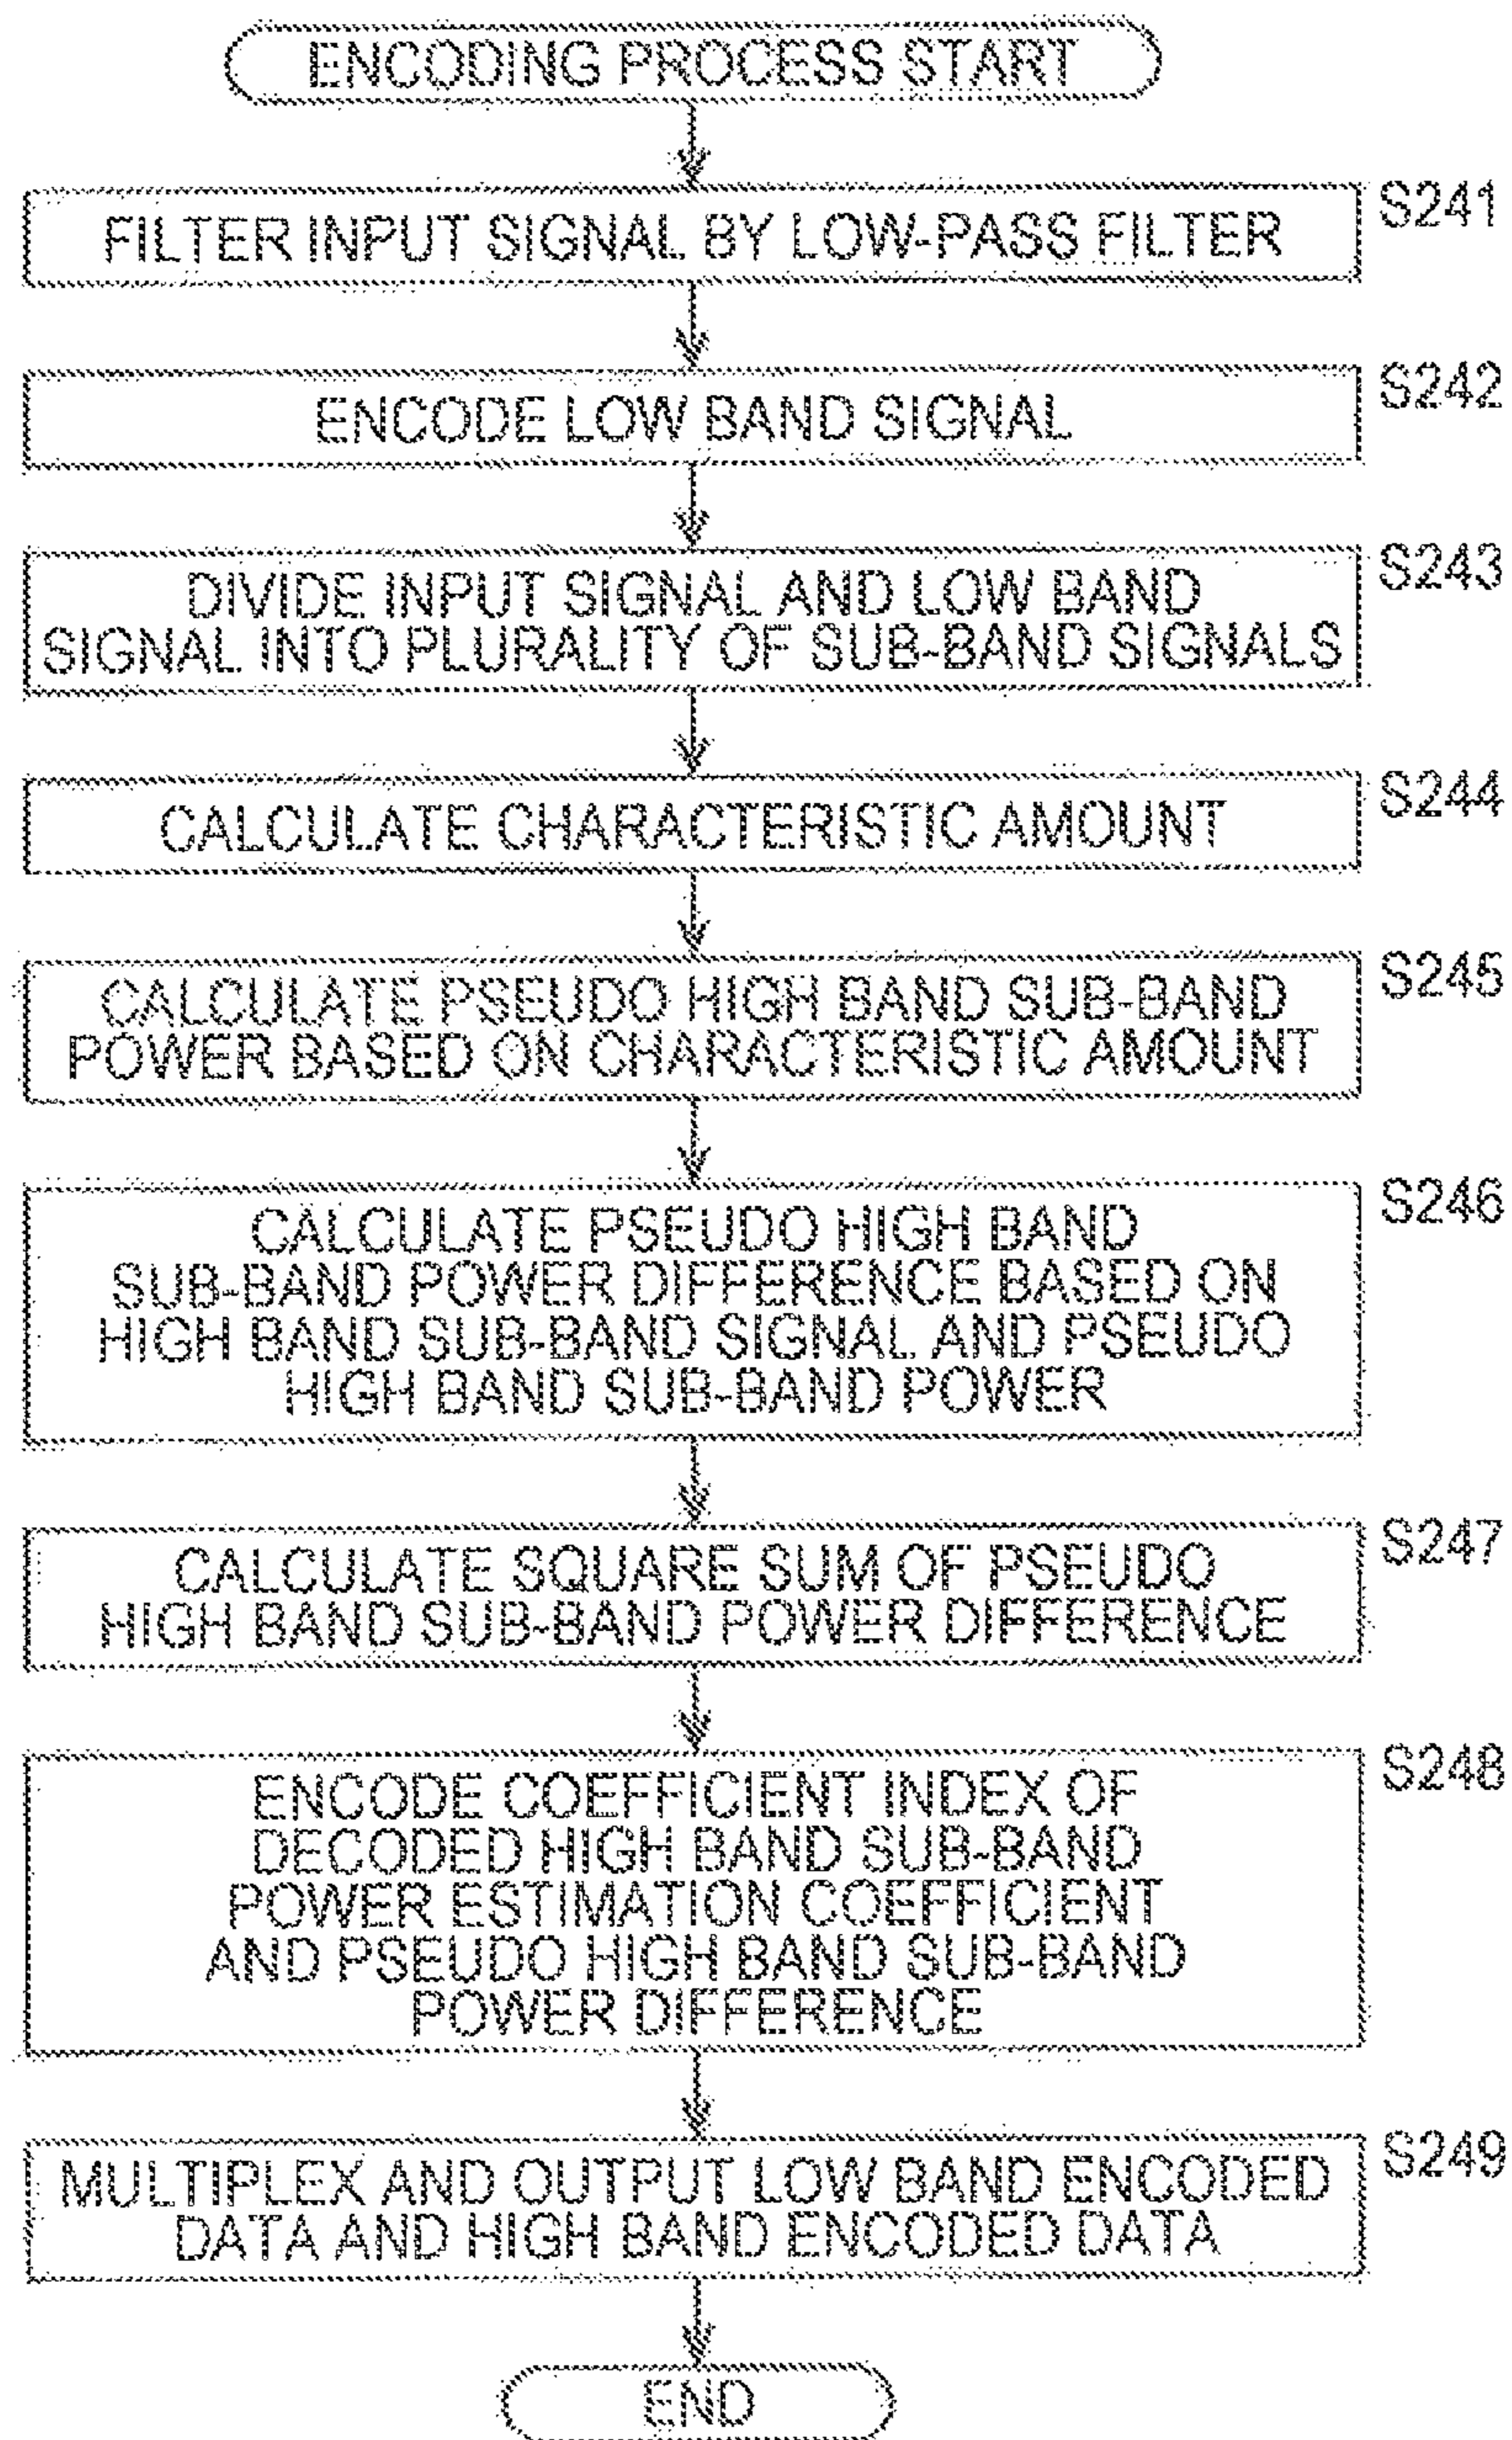 ENCODING PROCESS START
FILTER INPUT SIGNAL BY LOW-PASS FILTER
S241
ENCODE LOW BAND SIGNAL
S242
DIVIDE INPUT SIGNAL AND LOW BAND
SIGNAL INTO PLURALITY OF SUB-BAND SIGNALS
S243
CALCULATE CHARACTERISTIC AMOUNT
S244
CALCULATE PSEUDO HIGH BAND SUB-BAND
POWER BASED ON CHARACTERISTIC AMOUNT
S245
CALCULATE PSEUDO HIGH BAND
SUB-BAND POWER DIFFERENCE BASED ON
HIGH BAND SUB-BAND SIGNAL AND PSEUDO
HIGH BAND SUB-BAND POWER
S246
CALCULATE SQUARE SUM OF PSEUDO
HIGH BAND SUB-BAND POWER DIFFERENCE
S247
ENCODE COEFFICIENT INDEX OF
DECODED HIGH BAND SUB-BAND
POWER ESTIMATION COEFFICIENT
AND PSEUDO HIGH BAND SUB-BAND
POWER DIFFERENCE
S248
MULTIPLEX AND OUTPUT LOW BAND ENCODED
DATA AND HIGH BAND ENCODED DATA
S249
END